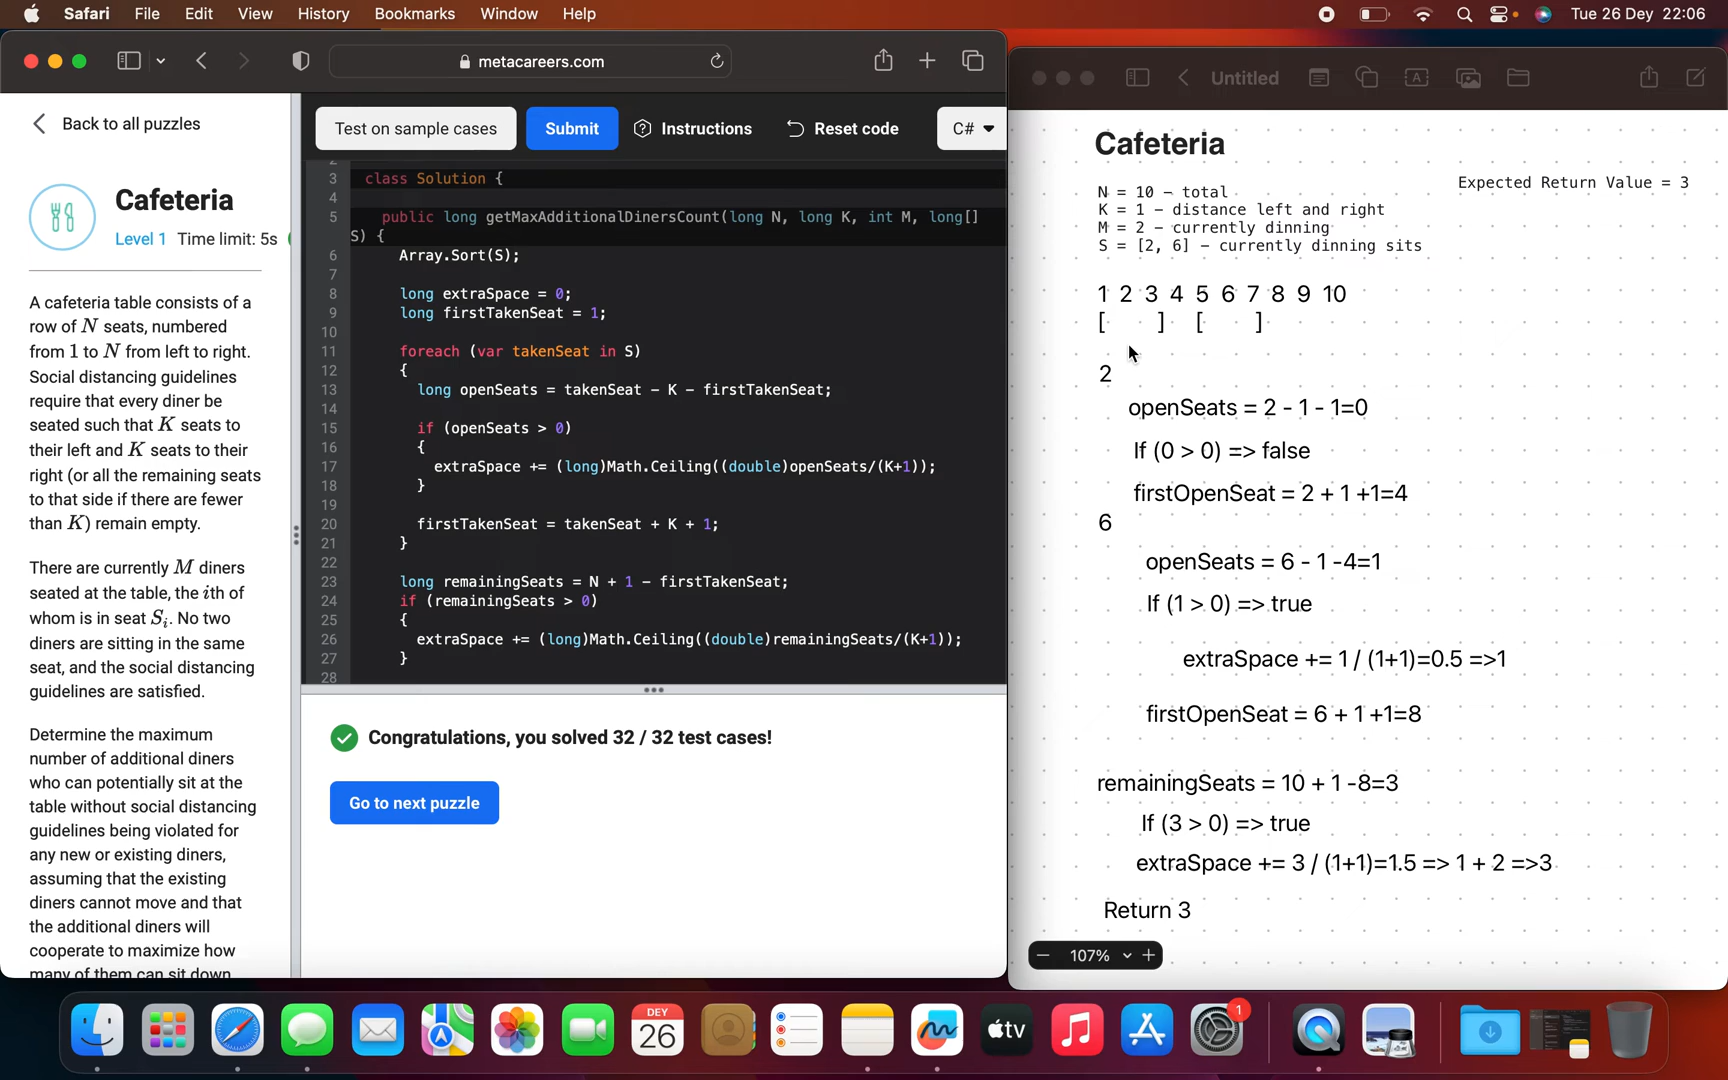 Safari File Edit View History Bookmarks Window Help
Tue 26 Dey 22:06
metacareers.com
Untitled
Back to all puzzles
Test on sample cases
Submit
Instructions
Reset code
C#
Cafeteria
Level 1 Time limit: 5s
A cafeteria table consists of a
row of N seats, numbered
from 1 to N from left to right.
Social distancing guidelines
require that every diner be
seated such that K seats to
their left and K seats to their
right (or all the remaining seats
to that side if there are fewer
than K) remain empty.
There are currently M diners
seated at the table, the ith of
whom is in seat Si. No two
diners are sitting in the same
seat, and the social distancing
guidelines are satisfied.
Determine the maximum
number of additional diners
who can potentially sit at the
table without social distancing
guidelines being violated for
any new or existing diners,
assuming that the existing
diners cannot move and that
the additional diners will
cooperate to maximize how
many of them can sit down.
2
3 class Solution {
4
5 public long getMaxAdditionalDinersCount(long N, long K, int M, long[]
S) {
6 Array.Sort(S);
7
8 long extraSpace = 0;
9 long firstTakenSeat = 1;
10
11 foreach (var takenSeat in S)
12 {
13 long openSeats = takenSeat - K - firstTakenSeat;
14
15 if (openSeats > 0)
16 {
17 extraSpace += (long)Math.Ceiling((double)openSeats/(K+1));
18 }
19
20 firstTakenSeat = takenSeat + K + 1;
21 }
22
23 long remainingSeats = N + 1 - firstTakenSeat;
24 if (remainingSeats > 0)
25 {
26 extraSpace += (long)Math.Ceiling((double)remainingSeats/(K+1));
27 }
28
Congratulations, you solved 32 / 32 test cases!
Go to next puzzle
Cafeteria
N = 10 - total
K = 1 - distance left and right
M = 2 - currently dinning
S = [2, 6] - currently dinning sits
Expected Return Value = 3
1 2 3 4 5 6 7 8 9 10
[ ] [ ]
2
openSeats = 2 - 1 - 1=0
If (0 > 0) => false
firstOpenSeat = 2 + 1 +1=4
6
openSeats = 6 - 1 -4=1
If (1 > 0) => true
extraSpace += 1 / (1+1)=0.5 =>1
firstOpenSeat = 6 + 1 +1=8
remainingSeats = 10 + 1 -8=3
If (3 > 0) => true
extraSpace += 3 / (1+1)=1.5 => 1 + 2 =>3
Return 3
107%
DEY
26
tv
1